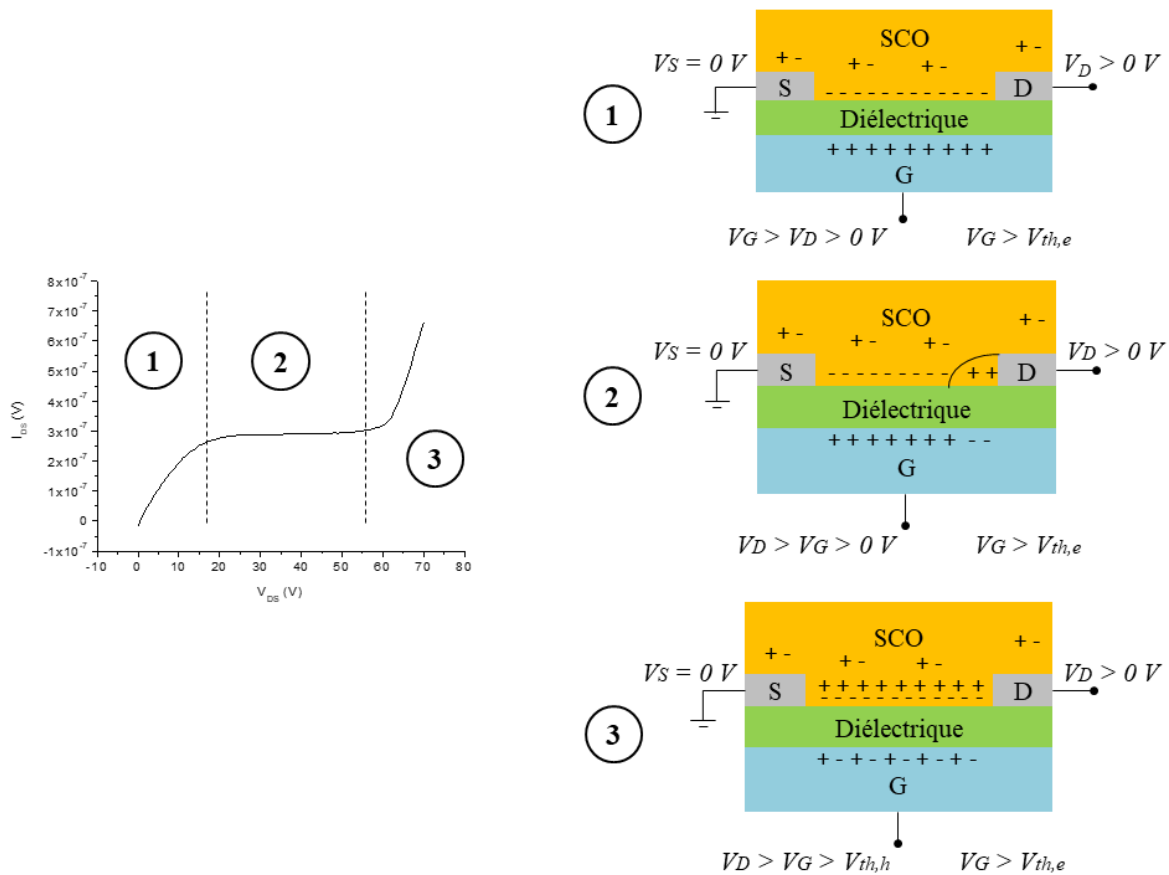 SCO
+ -
+ -
+ -
+ -
V_S = 0 V
V_D > 0 V
S
- - - - - - - - - - - -
D
1
Diélectrique
+ + + + + + + + +
G
V_G > V_D > 0 V
V_G > V_th,e
SCO
+ -
+ -
+ -
+ -
V_S = 0 V
V_D > 0 V
S
- - - - - - - - -
+ +
D
2
Diélectrique
+ + + + + + + - -
G
V_D > V_G > 0 V
V_G > V_th,e
SCO
+ -
+ -
+ -
+ -
V_S = 0 V
V_D > 0 V
S
+ + + + + + + + +
- - - - - - - - - - -
D
3
Diélectrique
+ - + - + - + - + -
G
V_D > V_G > V_th,h
V_G > V_th,e
8x10⁻⁷
7x10⁻⁷
6x10⁻⁷
5x10⁻⁷
4x10⁻⁷
3x10⁻⁷
2x10⁻⁷
1x10⁻⁷
0
-1x10⁻⁷
I_DS (V)
1
2
3
-10 0 10 20 30 40 50 60 70 80
V_DS (V)